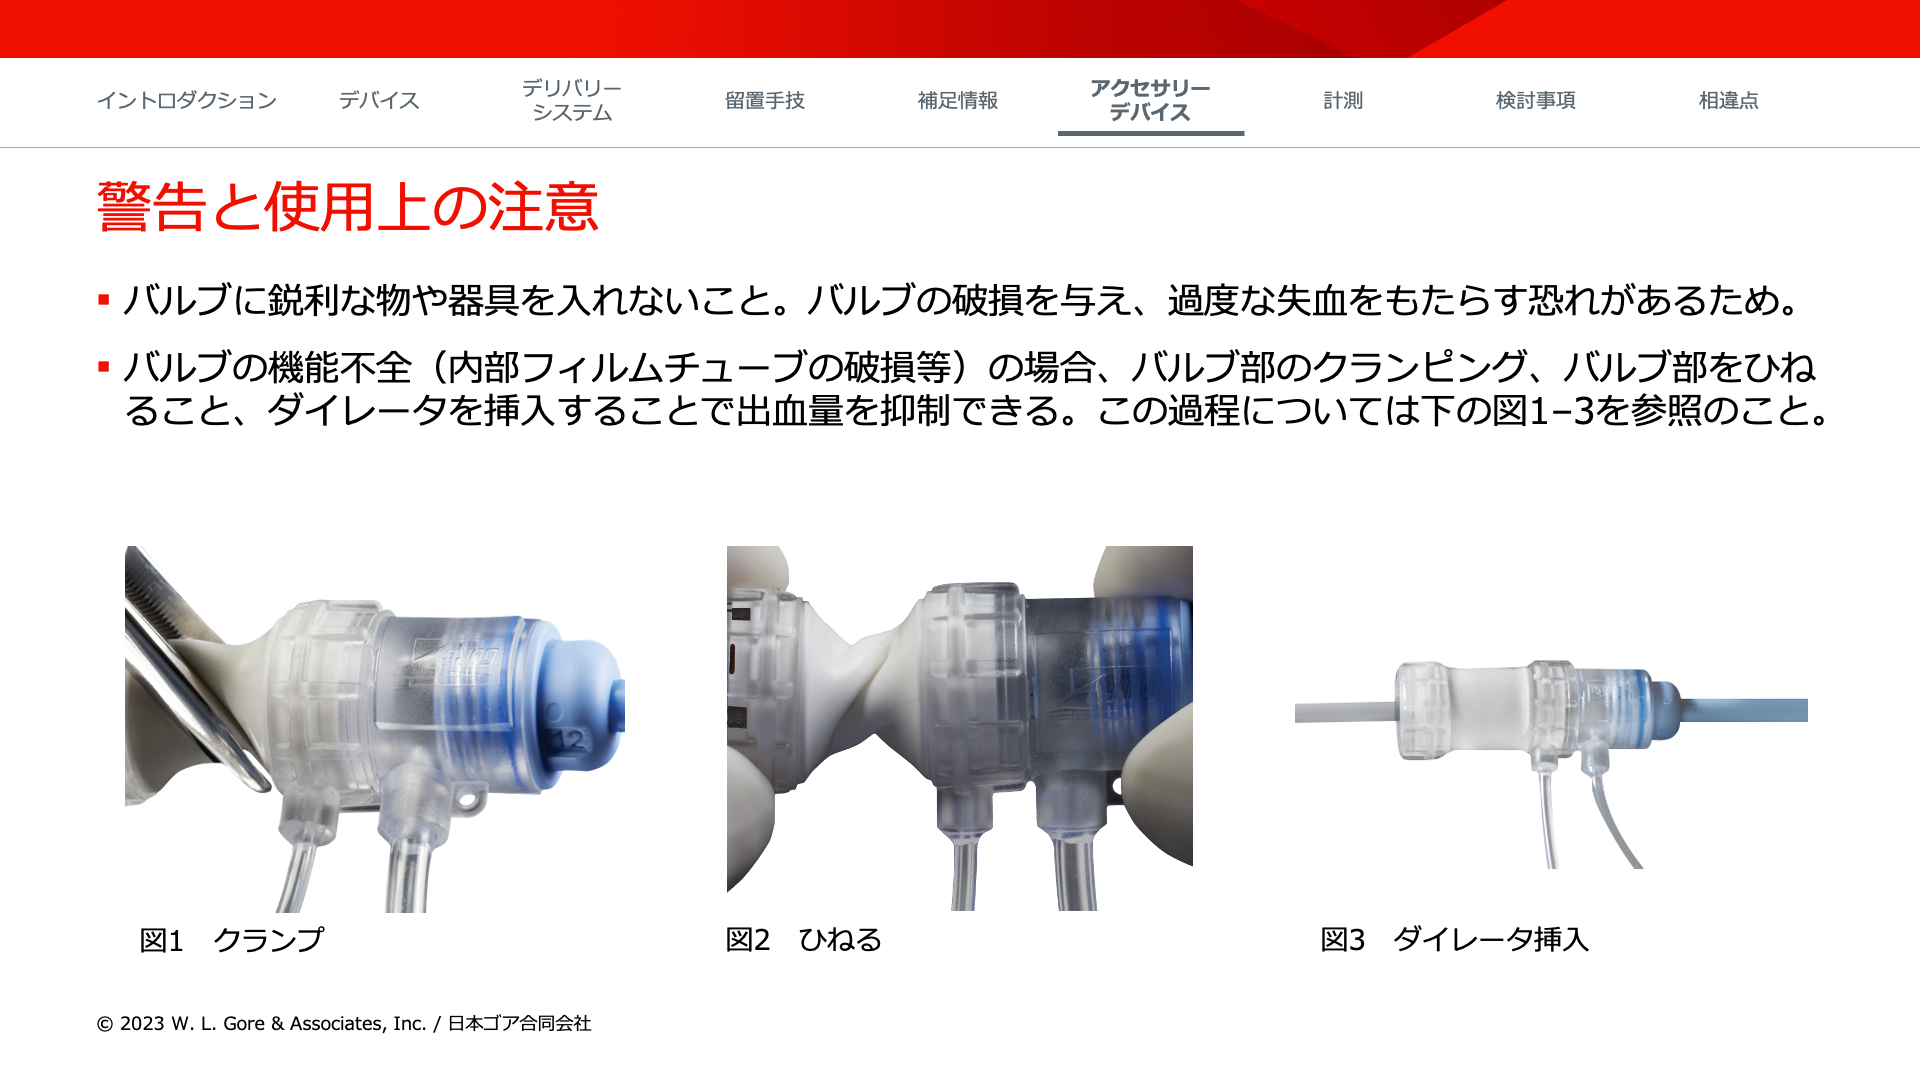 イントロダクション
デバイス
デリバリー
システム
留置手技
補足情報
アクセサリー
デバイス
計測
検討事項
相違点
警告と使用上の注意
▪ バルブに鋭利な物や器具を入れないこと。バルブの破損を与え、過度な失血をもたらす恐れがあるため。
▪ バルブの機能不全（内部フィルムチューブの破損等）の場合、バルブ部のクランピング、バルブ部をひね
ること、ダイレータを挿入することで出血量を抑制できる。この過程については下の図1–3を参照のこと。
12
図1　クランプ
図2　ひねる
図3　ダイレータ挿入
© 2023 W. L. Gore & Associates, Inc. / 日本ゴア合同会社